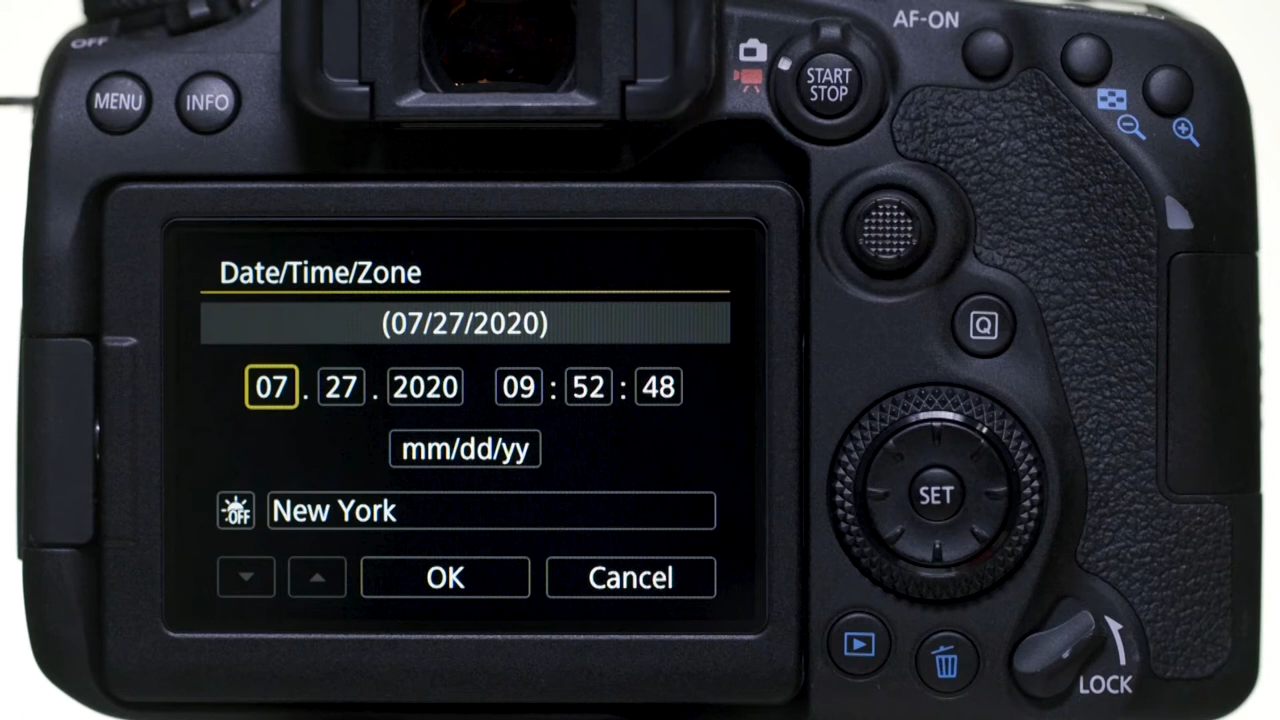 AF-ON
OFF
MENU INFO
START
STOP
Date/Time/Zone
(07/27/2020)
Q
07 . 27 . 2020 09 : 52 : 48
mm/dd/yy
SET
OFF New York
OK Cancel
LOCK